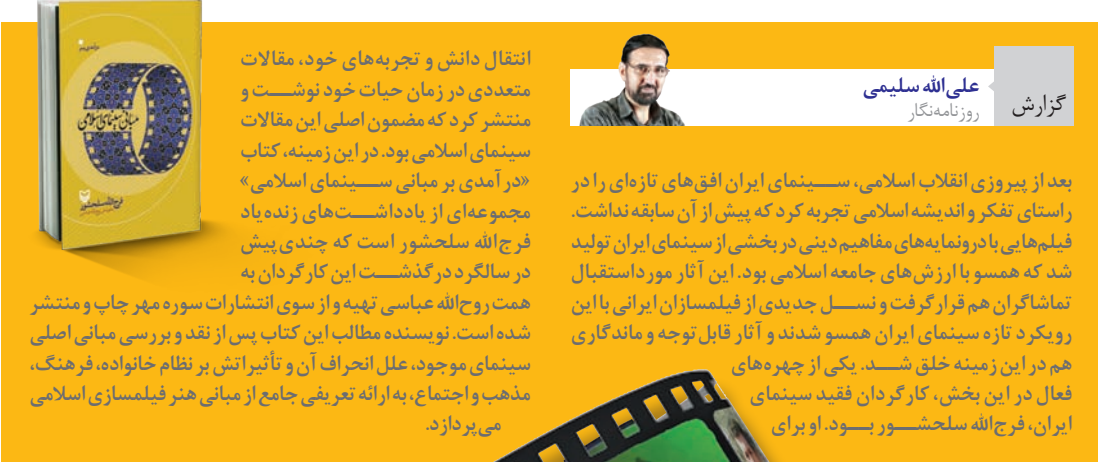 گزارش
علی‌الله سلیمی
روزنامه‌نگار
بعد از پیروزی انقلاب اسلامی، سینمای ایران افق‌های تازه‌ای را در
راستای تفکر و اندیشه اسلامی تجربه کرد که پیش از آن سابقه نداشت.
فیلم‌هایی با درونمایه‌های مفاهیم دینی در بخشی از سینمای ایران تولید
شد که همسو با ارزش‌های جامعه اسلامی بود. این آثار مورد استقبال
تماشاگران هم قرار گرفت و نسل جدیدی از فیلمسازان ایرانی با این
رویکرد تازه سینمای ایران همسو شدند و آثار قابل توجه و ماندگاری
هم در این زمینه خلق شد. یکی از چهره‌های
فعال در این بخش، کارگردان فقید سینمای
ایران، فرج‌الله سلحشور بود. او برای
انتقال دانش و تجربه‌های خود، مقالات
متعددی در زمان حیات خود نوشت و
منتشر کرد که مضمون اصلی این مقالات
سینمای اسلامی بود. در این زمینه، کتاب
«درآمدی بر مبانی سینمای اسلامی»
مجموعه‌ای از یادداشت‌های زنده‌یاد
فرج‌الله سلحشور است که چندی پیش
در سالگرد درگذشت این کارگردان به
همت روح‌الله عباسی تهیه و از سوی انتشارات سوره مهر چاپ و منتشر
شده است. نویسنده مطالب این کتاب پس از نقد و بررسی مبانی اصلی
سینمای موجود، علل انحراف آن و تأثیراتش بر نظام خانواده، فرهنگ،
مذهب و اجتماع، به ارائه تعریفی جامع از مبانی هنر فیلمسازی اسلامی
می‌پردازد.
درآمدی بر
مبانی سینمای اسلامی
فرج‌الله سلحشور